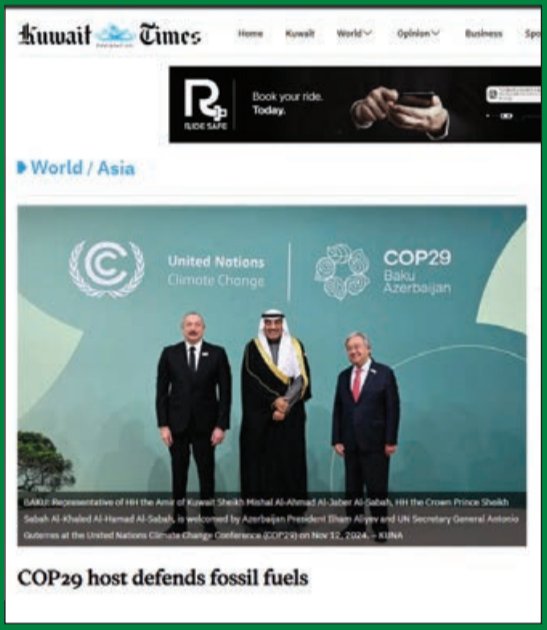 Kuwait Times
Home Kuwait World Opinion Business Spo
R
RIDE SAFE
Book your ride.
Today.
World / Asia
United Nations
Climate Change
COP29
Baku
Azerbaijan
BAKU: Representative of HH the Amir of Kuwait Sheikh Mishal Al-Ahmad Al-Jaber Al-Sabah, HH the Crown Prince Sheikh
Sabah Al-Khaled Al-Hamad Al-Sabah, is welcomed by Azerbaijan President Ilham Aliyev and UN Secretary General Antonio
Guterres at the United Nations Climate Change Conference (COP29) on Nov 12, 2024. – KUNA
COP29 host defends fossil fuels